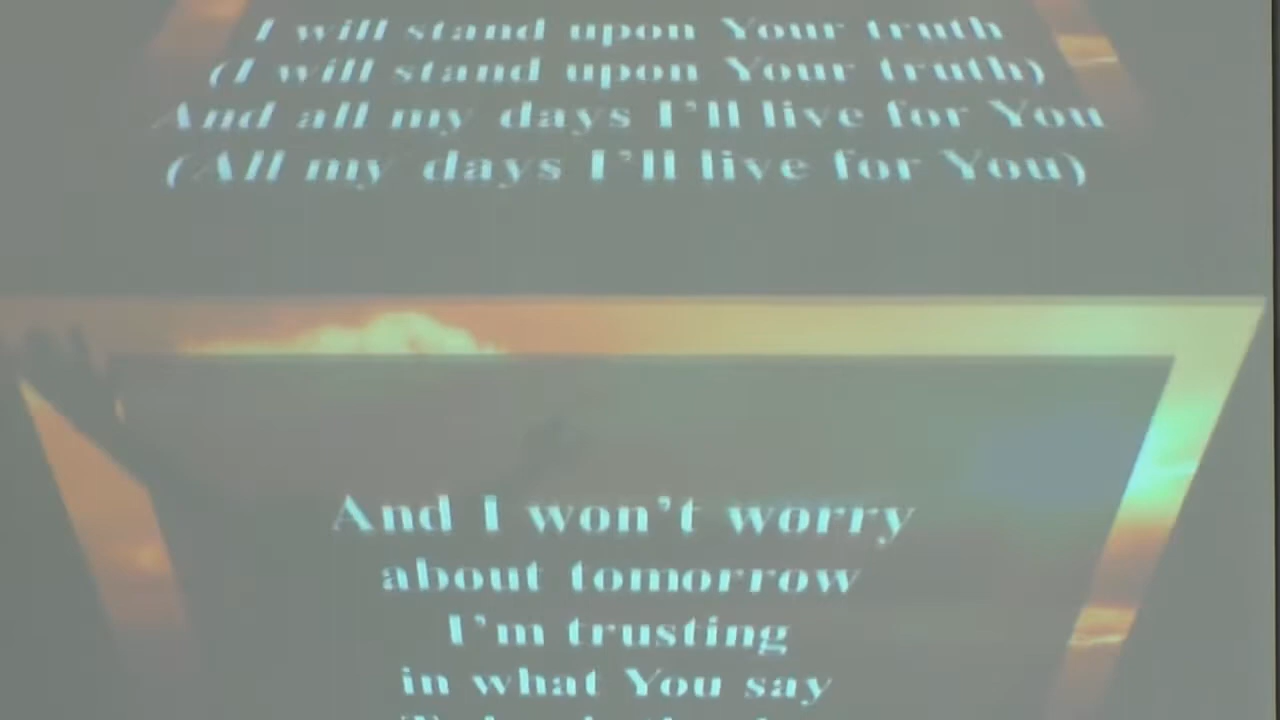 I will stand upon Your truth
(I will stand upon Your truth)
And all my days I'll live for You
(All my days I'll live for You)
And I won't worry
about tomorrow
I'm trusting
in what You say